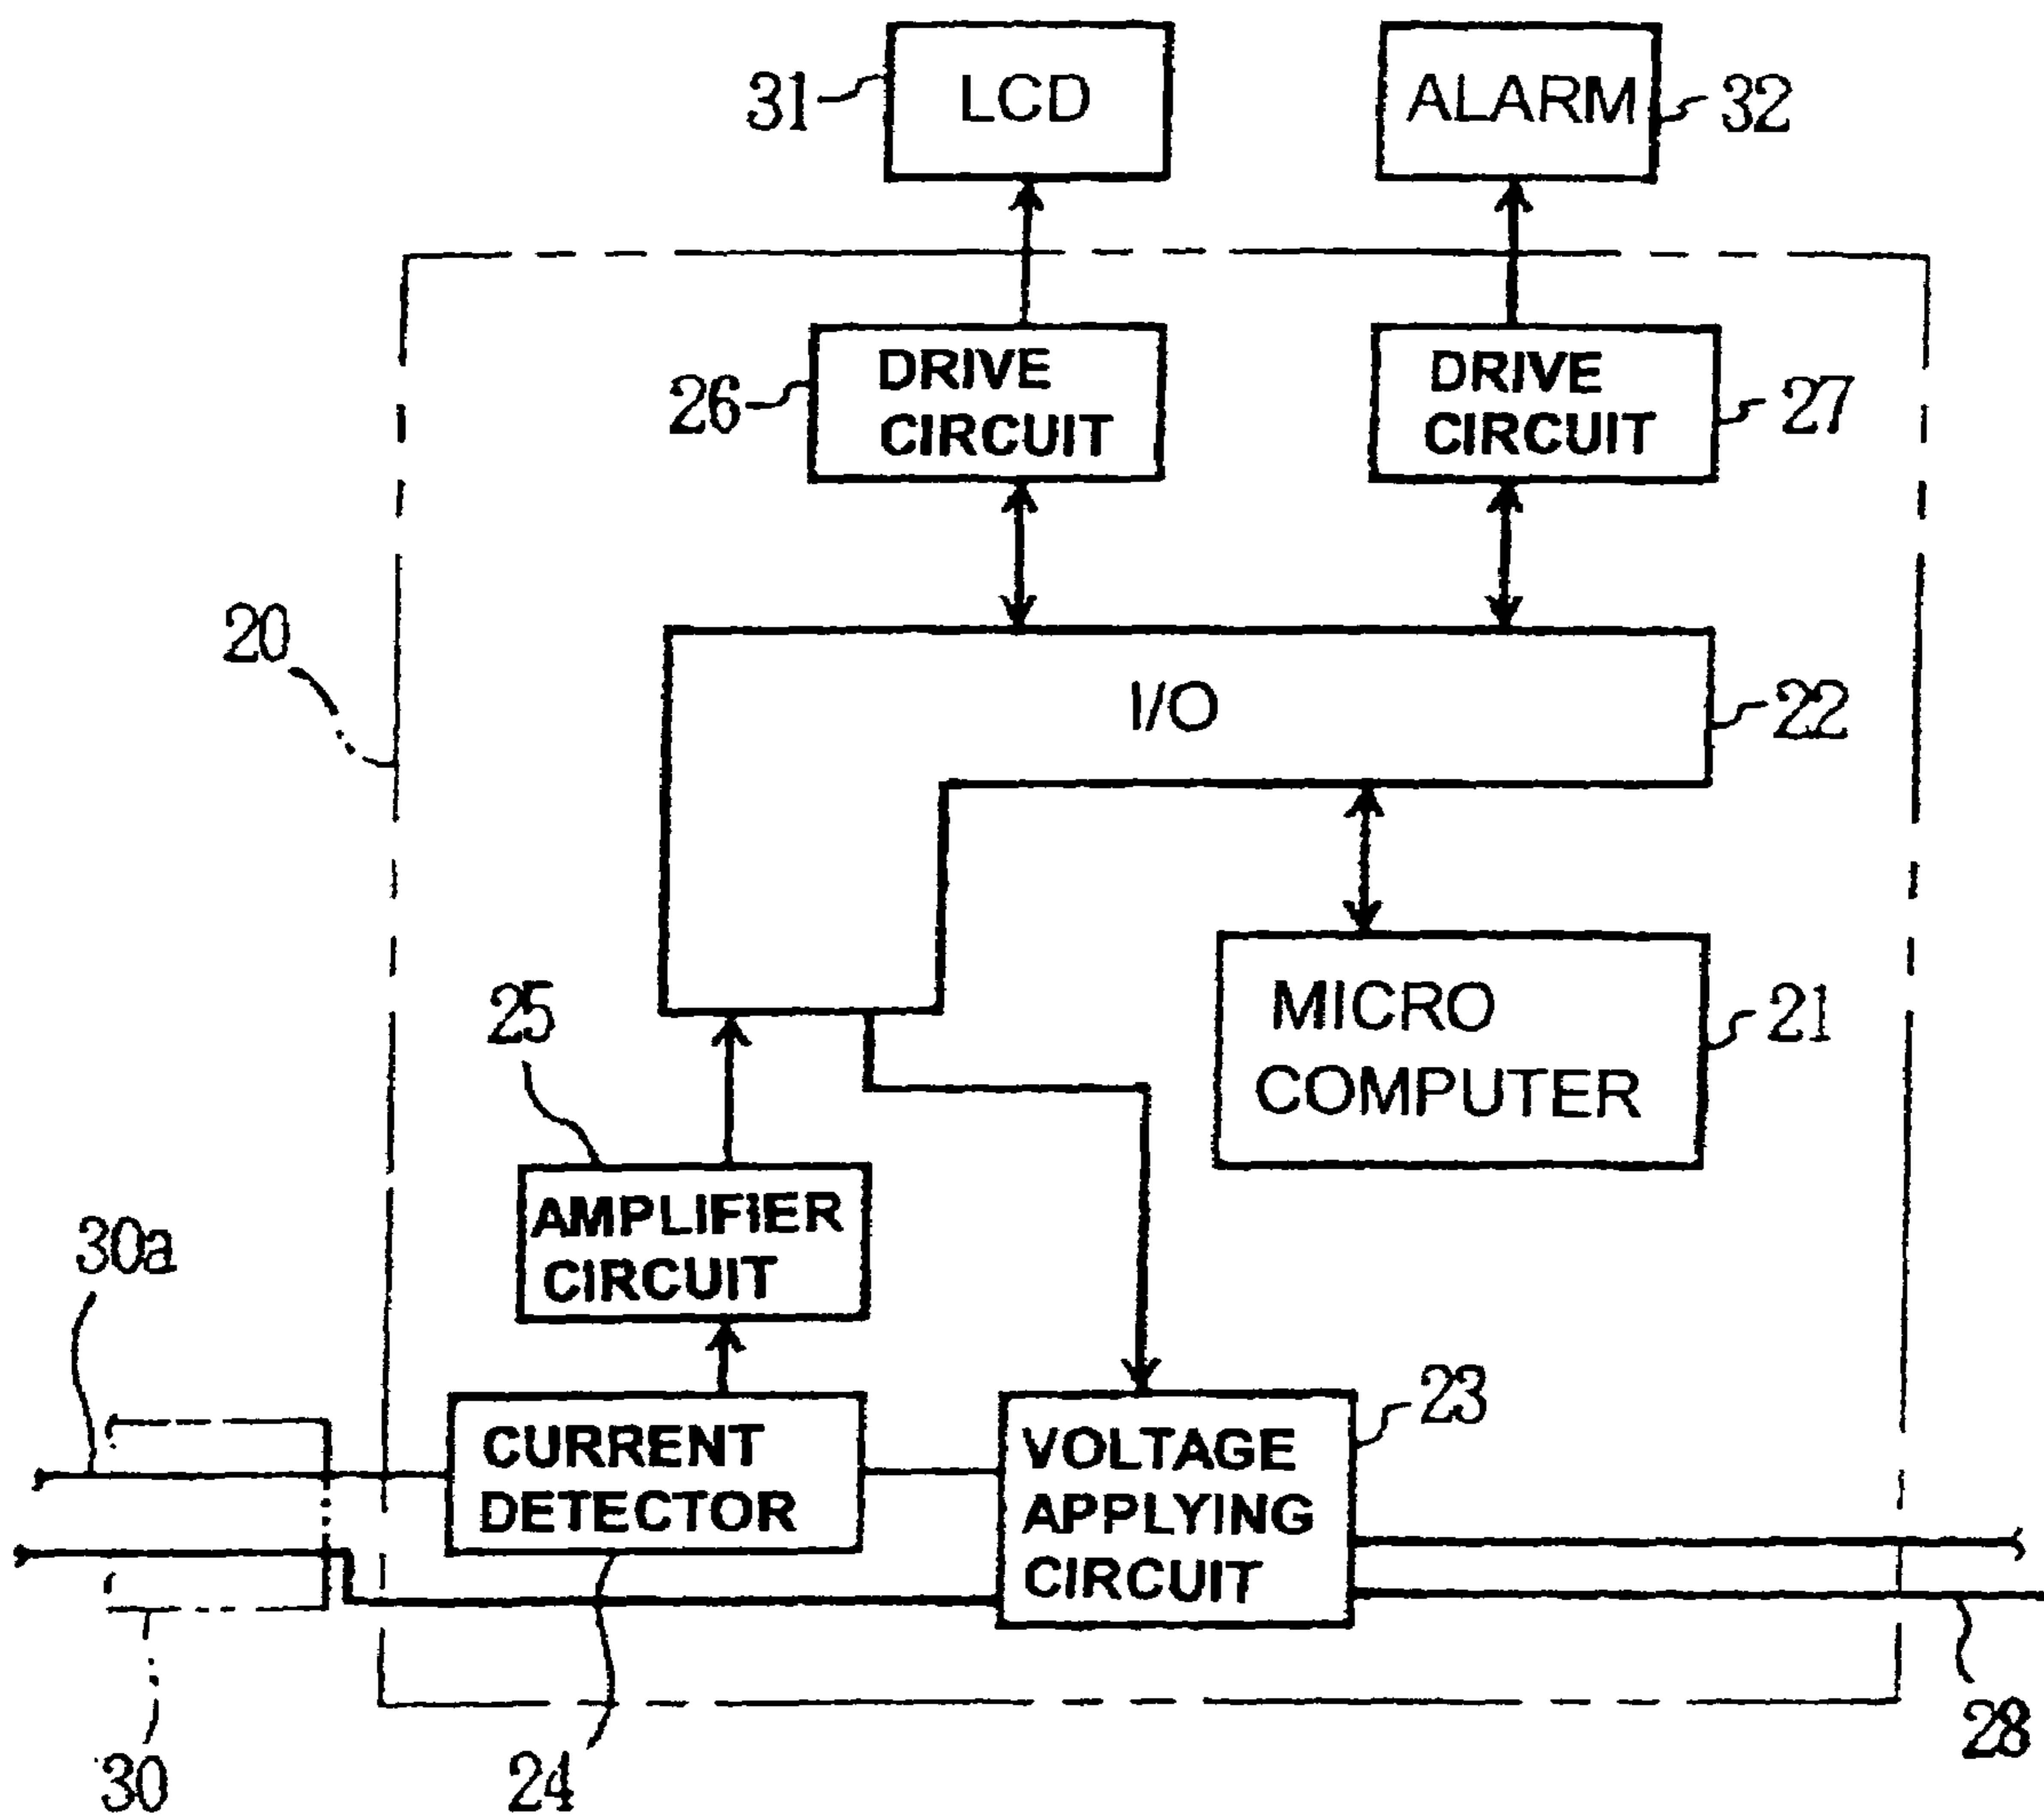 LCD
31
ALARM
32
DRIVE
CIRCUIT
26
DRIVE
CIRCUIT
27
20
I/O
22
MICRO
COMPUTER
21
25
AMPLIFIER
CIRCUIT
30a
CURRENT
DETECTOR
VOLTAGE
APPLYING
CIRCUIT
23
30
24
28